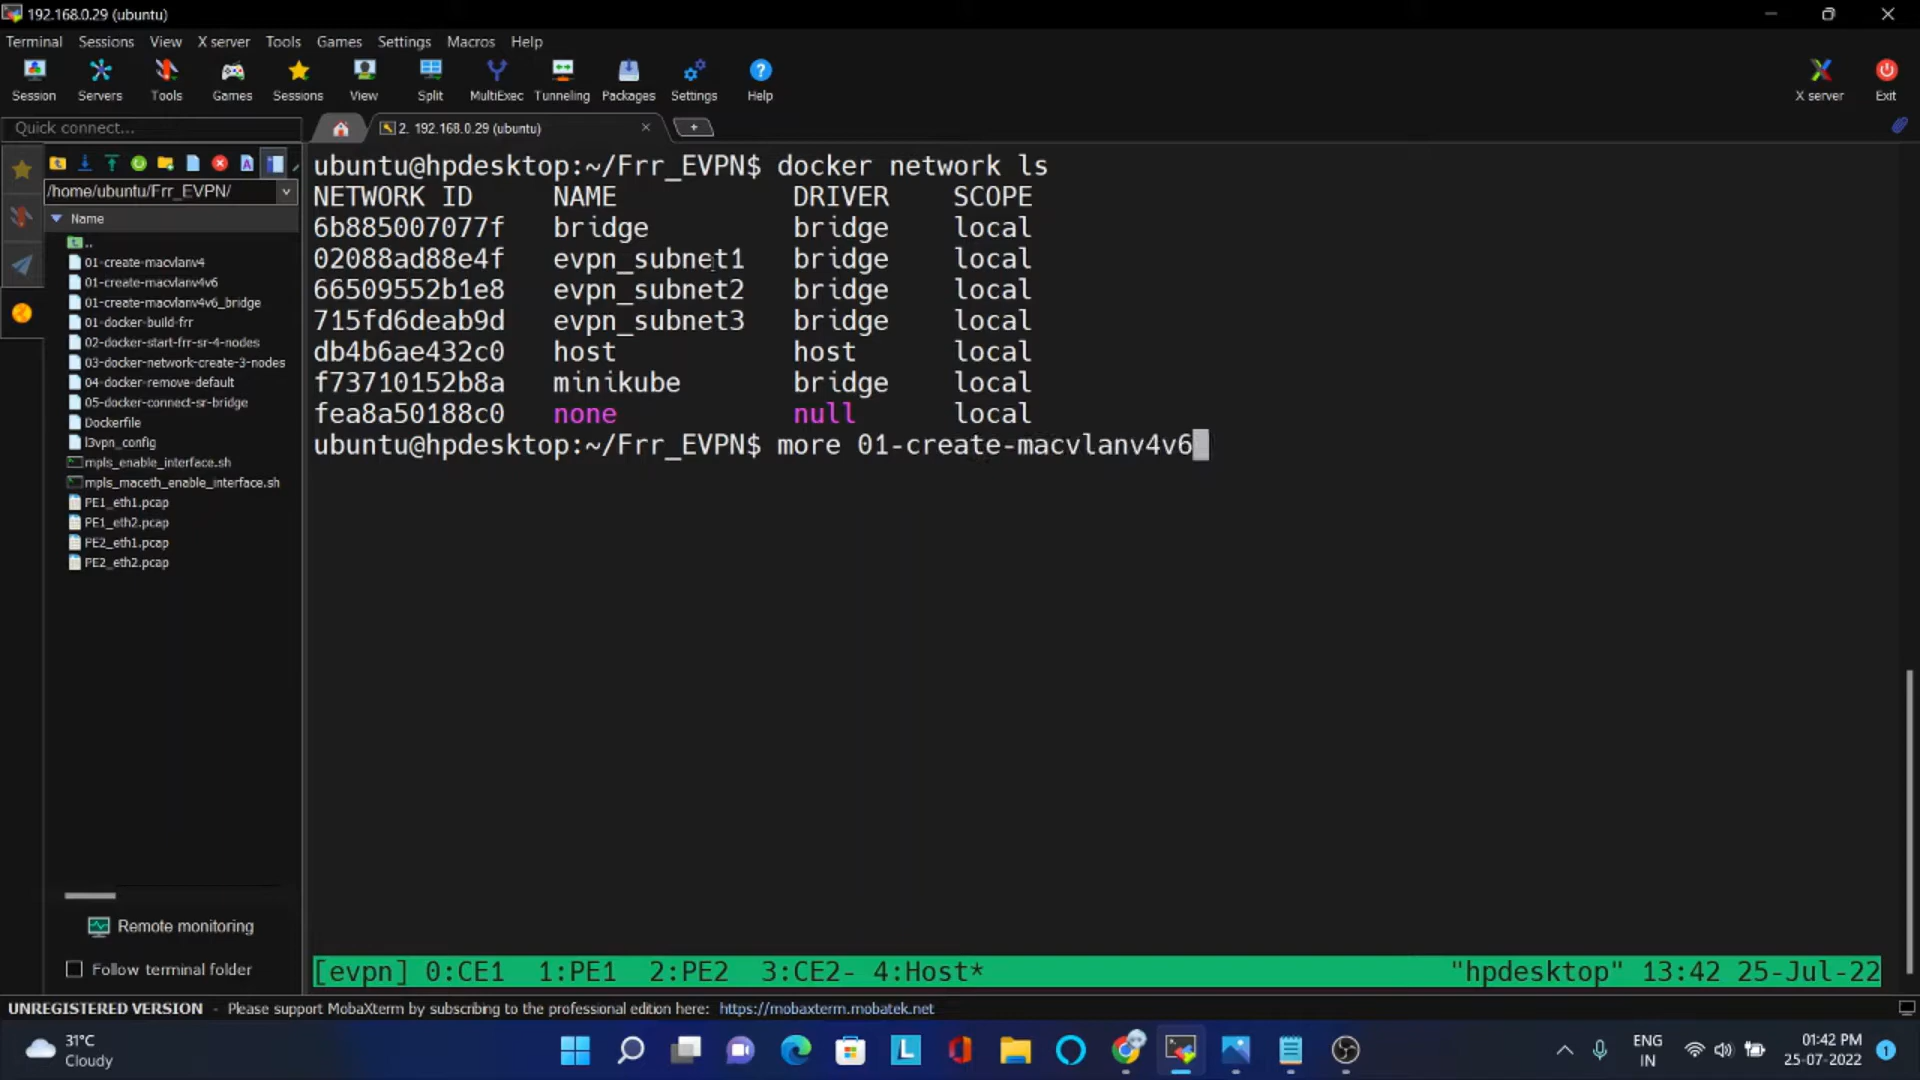 192.168.0.29 (ubuntu)
Terminal Sessions View X server Tools Games Settings Macros Help
Session Servers Tools Games Sessions View Split MultiExec Tunneling Packages Settings Help X server Exit
Quick connect...
2. 192.168.0.29 (ubuntu)
/home/ubuntu/Frr_EVPN/
Name
..
01-create-macvlanv4
01-create-macvlanv4v6
01-create-macvlanv4v6_bridge
01-docker-build-frr
02-docker-start-frr-sr-4-nodes
03-docker-network-create-3-nodes
04-docker-remove-default
05-docker-connect-sr-bridge
Dockerfile
l3vpn_config
mpls_enable_interface.sh
mpls_maceth_enable_interface.sh
PE1_eth1.pcap
PE1_eth2.pcap
PE2_eth1.pcap
PE2_eth2.pcap
Remote monitoring
Follow terminal folder
ubuntu@hpdesktop:~/Frr_EVPN$ docker network ls
NETWORK ID NAME DRIVER SCOPE
6b885007077f bridge bridge local
02088ad88e4f evpn_subnet1 bridge local
66509552b1e8 evpn_subnet2 bridge local
715fd6deab9d evpn_subnet3 bridge local
db4b6ae432c0 host host local
f73710152b8a minikube bridge local
fea8a50188c0 none null local
ubuntu@hpdesktop:~/Frr_EVPN$ more 01-create-macvlanv4v6
[evpn] 0:CE1 1:PE1 2:PE2 3:CE2- 4:Host* "hpdesktop" 13:42 25-Jul-22
UNREGISTERED VERSION - Please support MobaXterm by subscribing to the professional edition here: https://mobaxterm.mobatek.net
31°C
Cloudy
ENG
IN
01:42 PM
25-07-2022
1